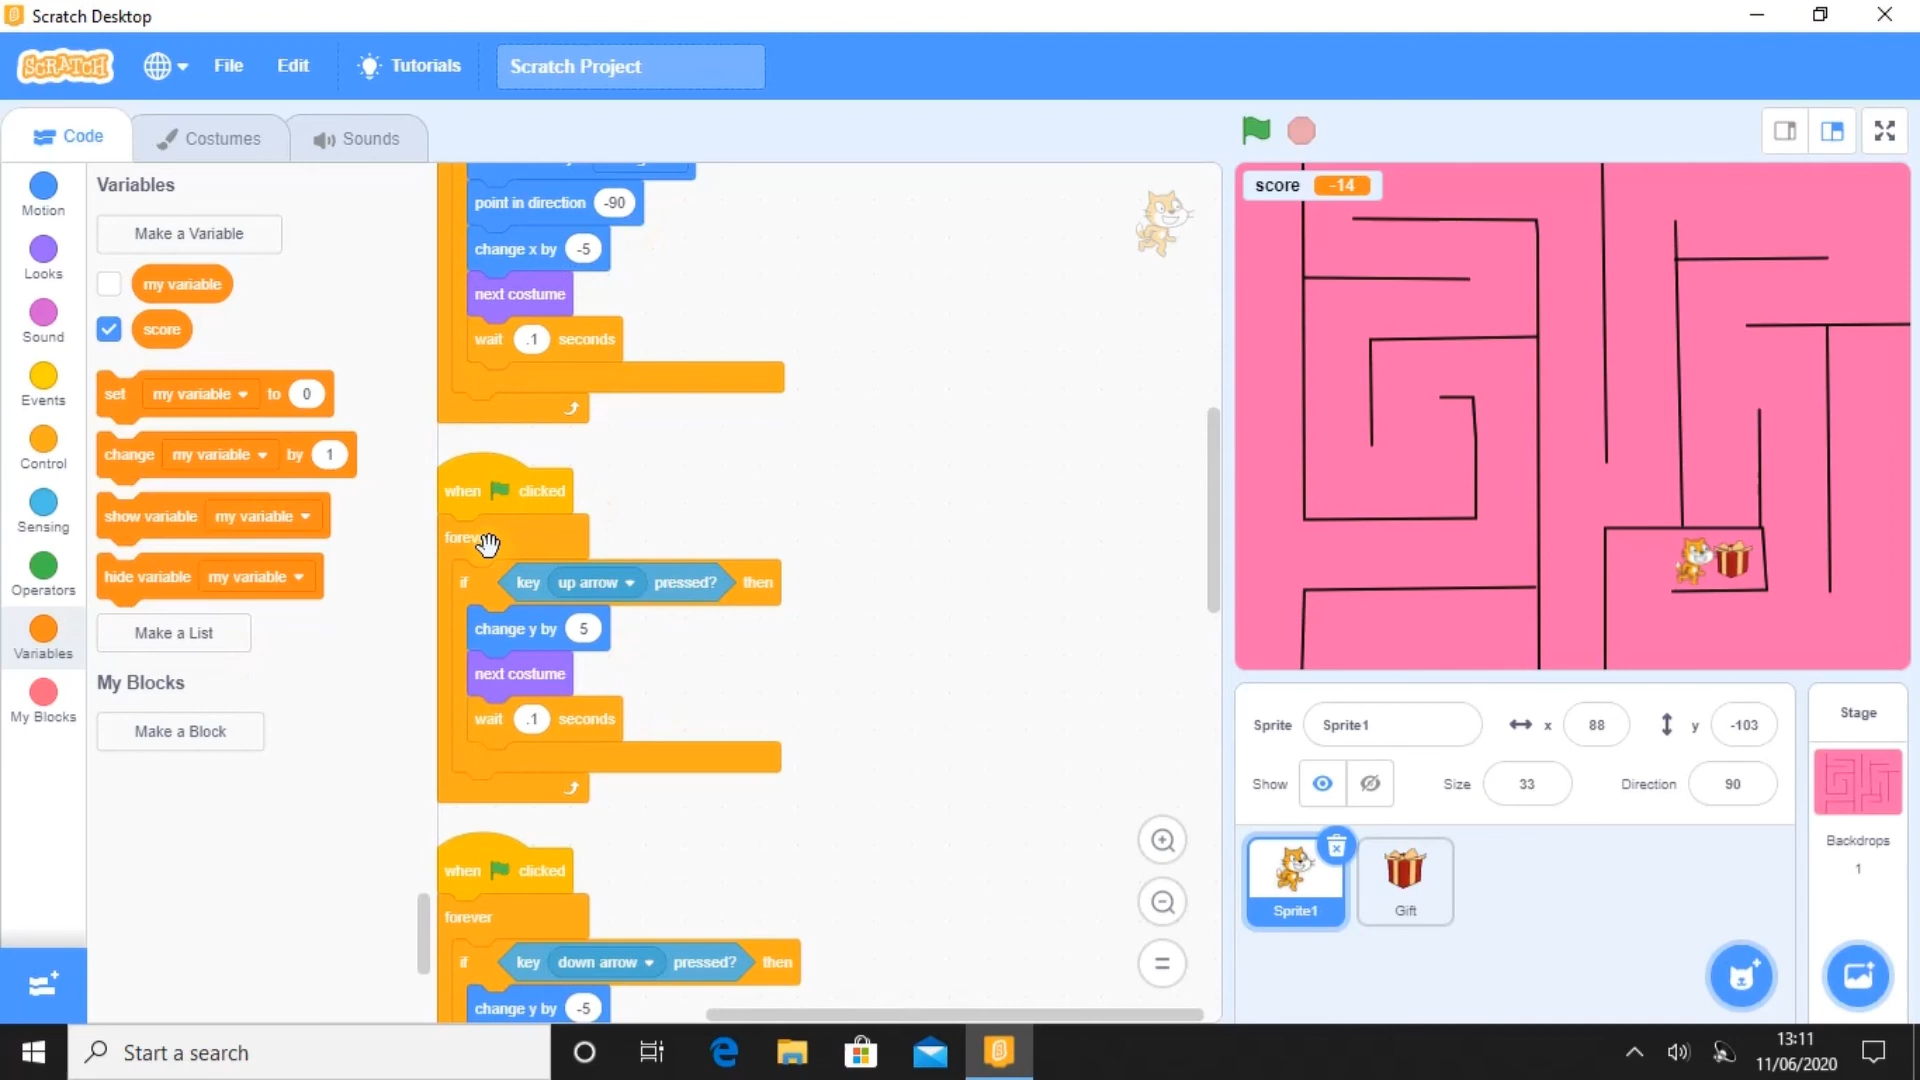 Scratch Desktop
SCRATCH
File
Edit
Tutorials
Scratch Project
Code
Costumes
Sounds
Motion
Looks
Sound
Events
Control
Sensing
Operators
Variables
My Blocks
Variables
Make a Variable
my variable
score
set my variable to 0
change my variable by 1
show variable my variable
hide variable my variable
Make a List
My Blocks
Make a Block
point in direction -90
change x by -5
next costume
wait .1 seconds
when clicked
forever
if key up arrow pressed? then
change y by 5
next costume
wait .1 seconds
when clicked
forever
if key down arrow pressed? then
change y by -5
score -14
Sprite Sprite1 x 88 y -103
Show Size 33 Direction 90
Sprite1
Gift
Stage
Backdrops
1
Start a search
13:11
11/06/2020